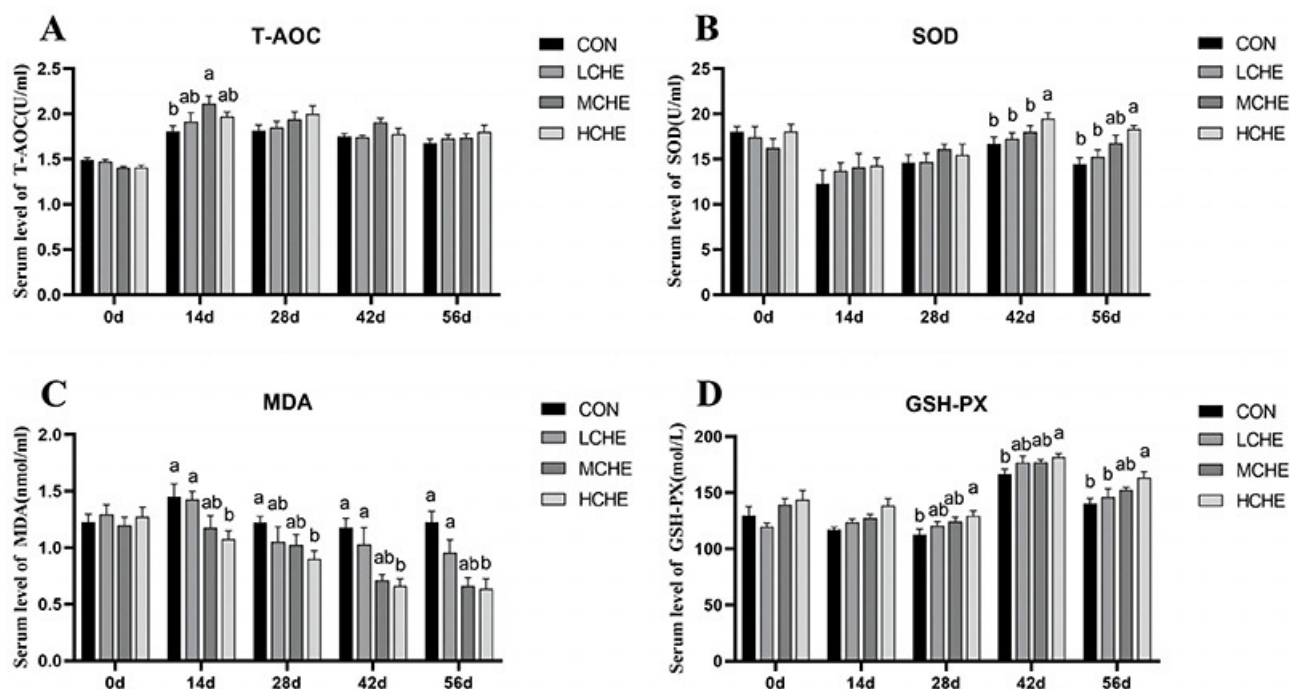 A
T-AOC
Serum level of T-AOC(U/ml)
2.5
2.0
1.5
1.0
0.5
0.0
b ab a ab
0d 14d 28d 42d 56d
CON
LCHE
MCHE
HCHE
B
SOD
Serum level of SOD(U/ml)
25
20
15
10
5
0
b b b a
b b ab a
0d 14d 28d 42d 56d
CON
LCHE
MCHE
HCHE
C
MDA
Serum level of MDA(nmol/ml)
2.0
1.5
1.0
0.5
0.0
a a ab b
a ab ab b
a a ab b
a a ab b
0d 14d 28d 42d 56d
CON
LCHE
MCHE
HCHE
D
GSH-PX
Serum level of GSH-PX(mol/L)
200
150
100
50
0
b ab ab a
b ab ab a
b b ab a
0d 14d 28d 42d 56d
CON
LCHE
MCHE
HCHE